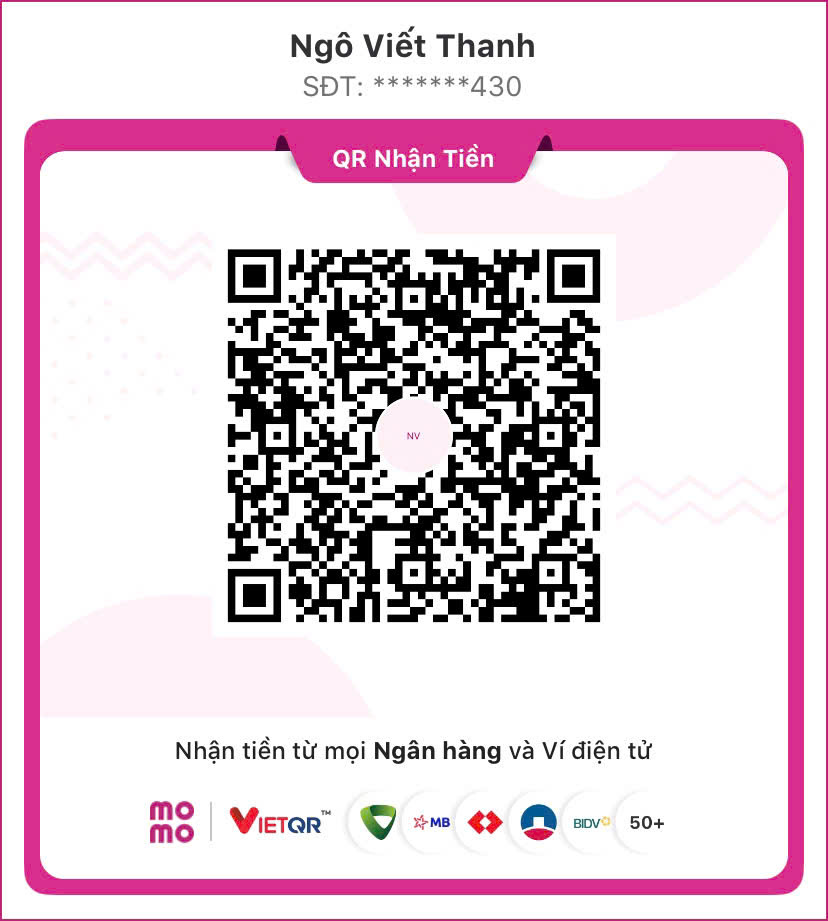 Ngô Viết Thanh
SĐT: *******430
QR Nhận Tiền
NV
Nhận tiền từ mọi Ngân hàng và Ví điện tử
mo
mo
VIETQR™
MB
BIDV
50+